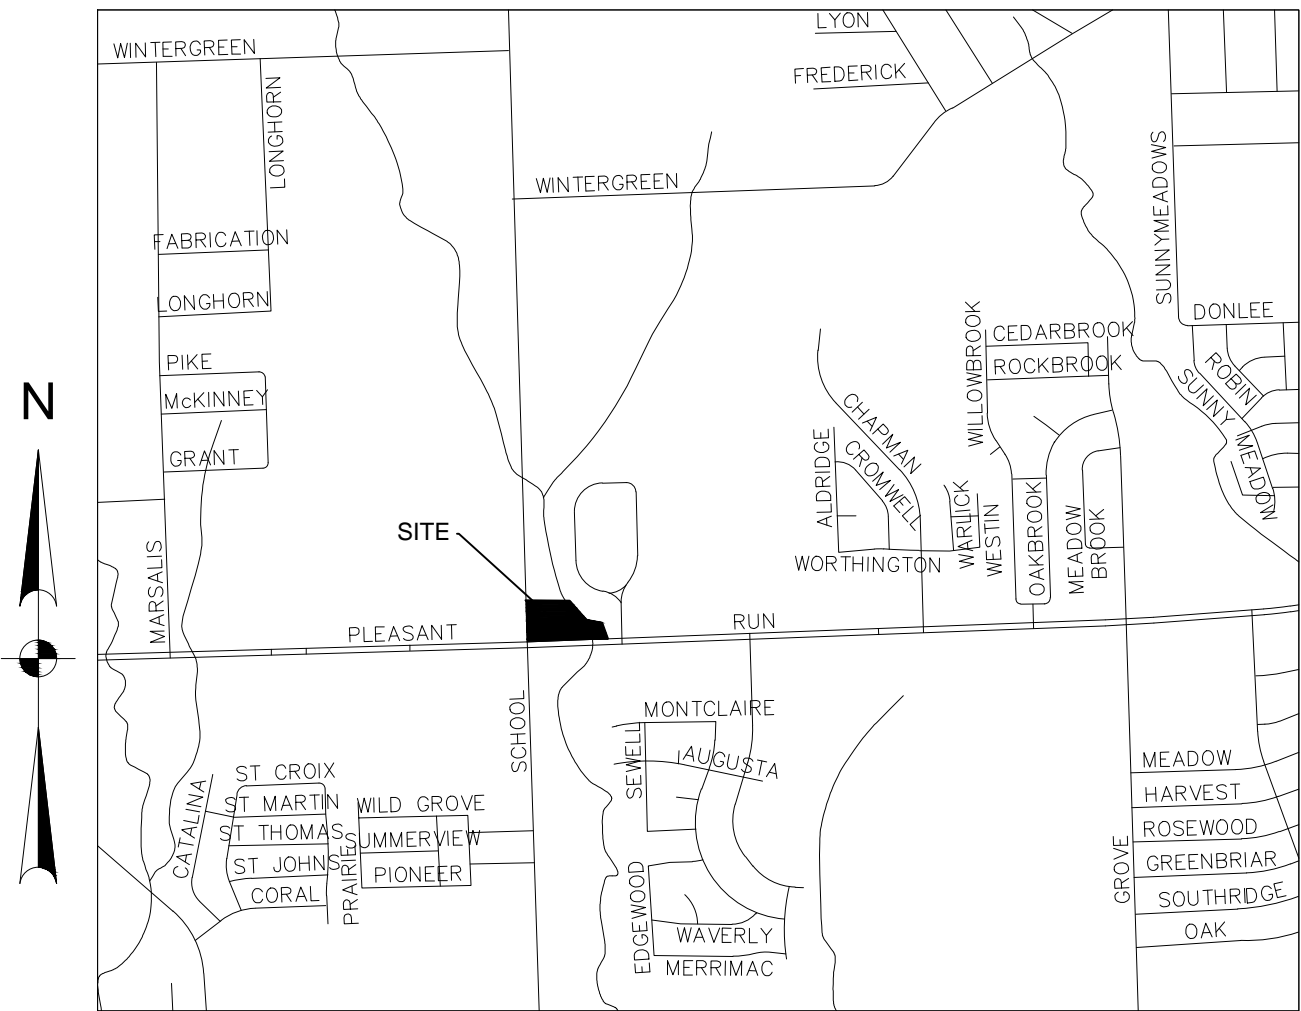 LYON
WINTERGREEN
FREDERICK
LONGHORN
SUNNYMEADOWS
WINTERGREEN
FABRICATION
LONGHORN
DONLEE
CEDARBROOK
WILLOWBROOK
PIKE
ROCKBROOK
ROBIN
N
McKINNEY
SUNNY MEADOW
CHAPMAN
GRANT
CROMWELL
ALDRIDGE
WARLICK
WESTIN
OAKBROOK
MEADOW
BROOK
SITE
WORTHINGTON
MARSALIS
PLEASANT
RUN
SCHOOL
MONTCLAIRE
SEWELL
AUGUSTA
MEADOW
ST CROIX
HARVEST
ST MARTIN
WILD GROVE
CATALINA
ST THOMAS
SUMMERVIEW
ROSEWOOD
ST JOHNS
PIONEER
GREENBRIAR
GROVE
CORAL
PRAIRIE
SOUTHRIDGE
EDGEWOOD
WAVERLY
OAK
MERRIMAC